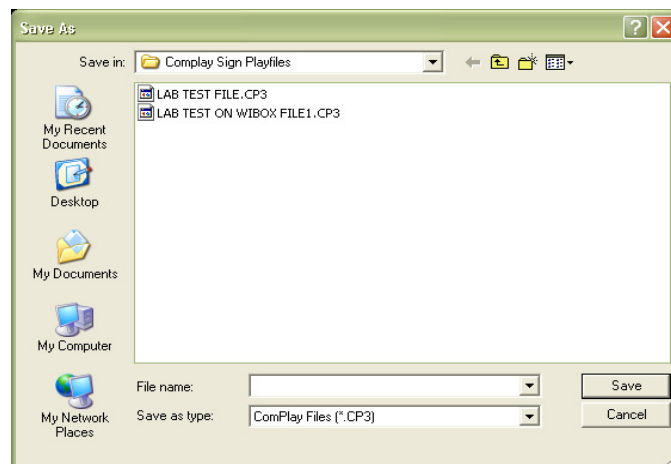 Save As
Save in:
Complay Sign Playfiles
My Recent
Documents
Desktop
My Documents
My Computer
My Network
Places
LAB TEST FILE.CP3
LAB TEST ON WIBOX FILE1.CP3
File name:
Save
Save as type:
ComPlay Files (*.CP3)
Cancel